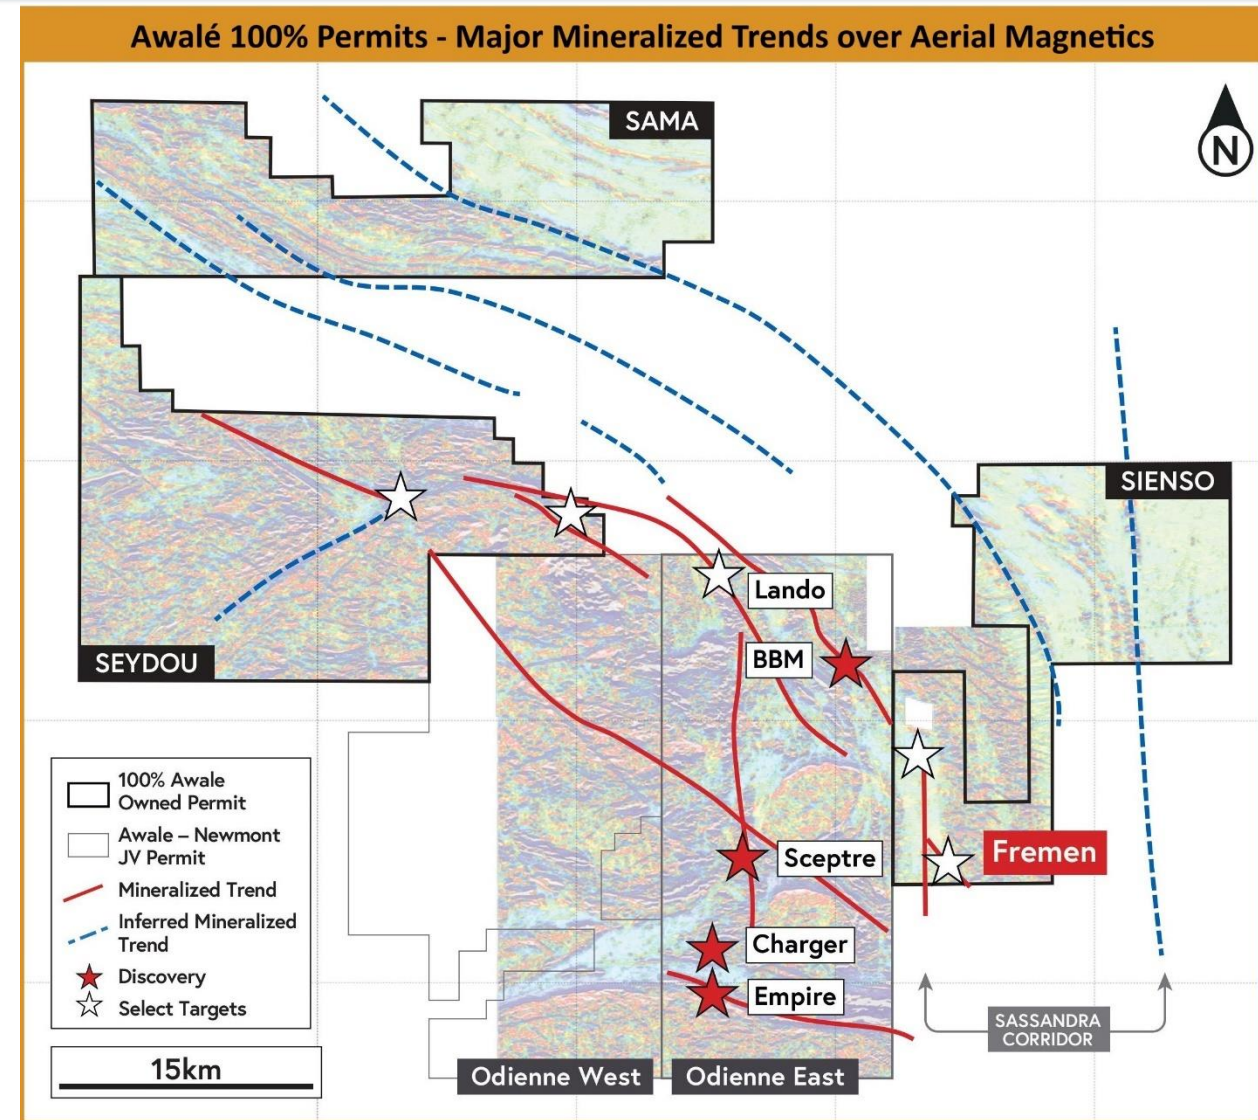 Awalé 100% Permits - Major Mineralized Trends over Aerial Magnetics
SAMA
N
SIENSO
Lando
BBM
SEYDOU
100% Awale
Owned Permit
Awale – Newmont
JV Permit
Mineralized Trend
Inferred Mineralized
Trend
Discovery
Select Targets
15km
Sceptre
Fremen
Charger
Empire
SASSANDRA
CORRIDOR
Odienne West
Odienne East